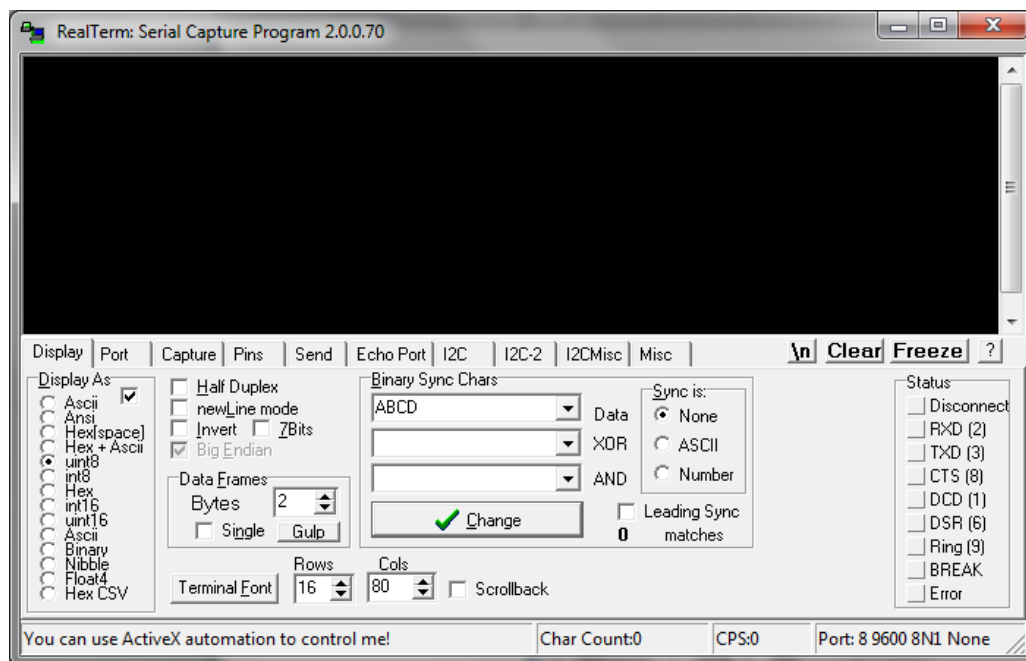 RealTerm: Serial Capture Program 2.0.0.70
Display
Port
Capture
Pins
Send
Echo Port
I2C
I2C-2
I2CMisc
Misc
\n
Clear
Freeze
?
Display As
Ascii
Ansi
Hex[space]
Hex + Ascii
uint8
int8
Hex
int16
uint16
Ascii
Binary
Nibble
Float4
Hex CSV
Half Duplex
newLine mode
Invert
7Bits
Big Endian
Data Frames
Bytes
2
Single
Gulp
Terminal Font
Rows
16
Cols
80
Scrollback
Binary Sync Chars
ABCD
Data
XOR
AND
Change
Sync is:
None
ASCII
Number
Leading Sync
0 matches
Status
Disconnect
RXD (2)
TXD (3)
CTS (8)
DCD (1)
DSR (6)
Ring (9)
BREAK
Error
You can use ActiveX automation to control me!
Char Count:0
CPS:0
Port: 8 9600 8N1 None